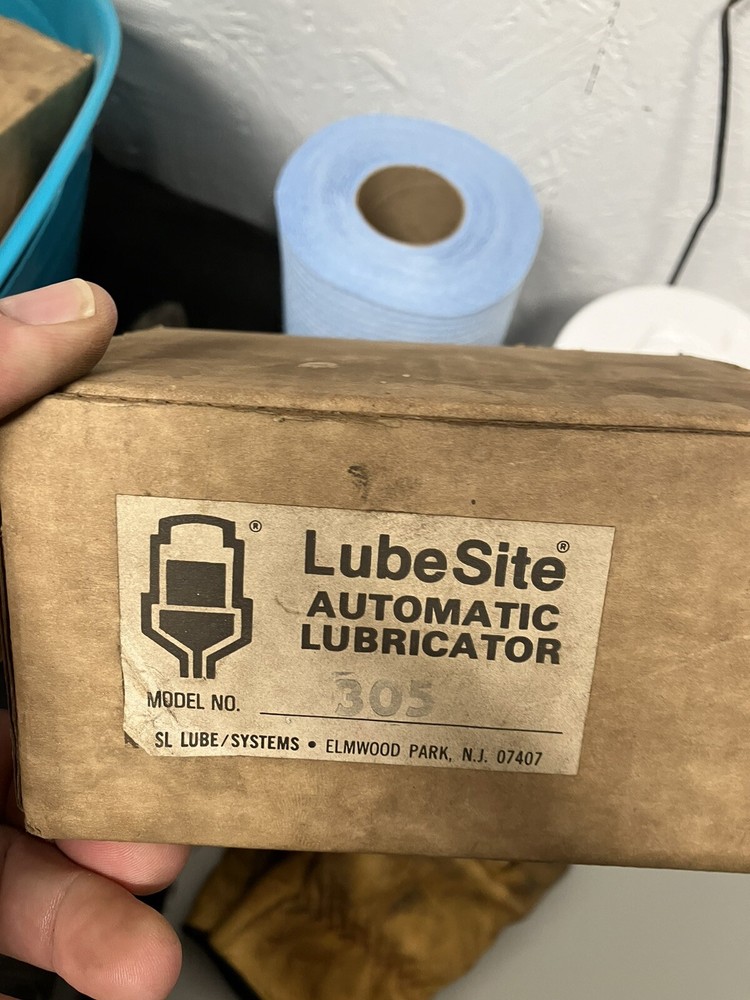 ®
LubeSite®
AUTOMATIC
LUBRICATOR
MODEL NO. 305
SL LUBE/SYSTEMS • ELMWOOD PARK, N.J. 07407